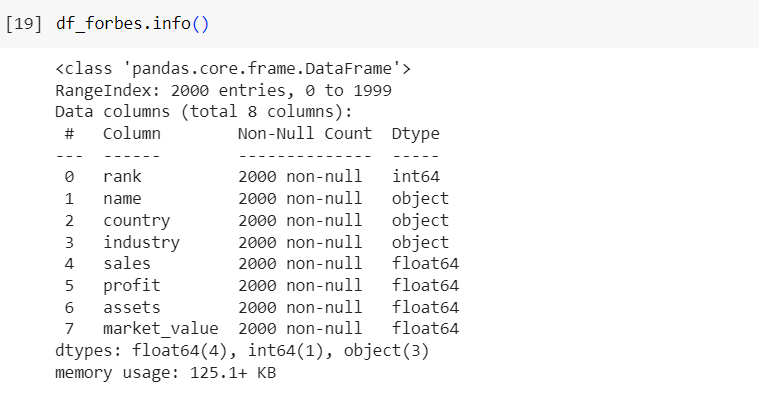 [19] df_forbes.info()
<class 'pandas.core.frame.DataFrame'>
RangeIndex: 2000 entries, 0 to 1999
Data columns (total 8 columns):
 #   Column        Non-Null Count  Dtype
---  ------        --------------  -----
 0   rank          2000 non-null   int64
 1   name          2000 non-null   object
 2   country       2000 non-null   object
 3   industry      2000 non-null   object
 4   sales         2000 non-null   float64
 5   profit        2000 non-null   float64
 6   assets        2000 non-null   float64
 7   market_value  2000 non-null   float64
dtypes: float64(4), int64(1), object(3)
memory usage: 125.1+ KB